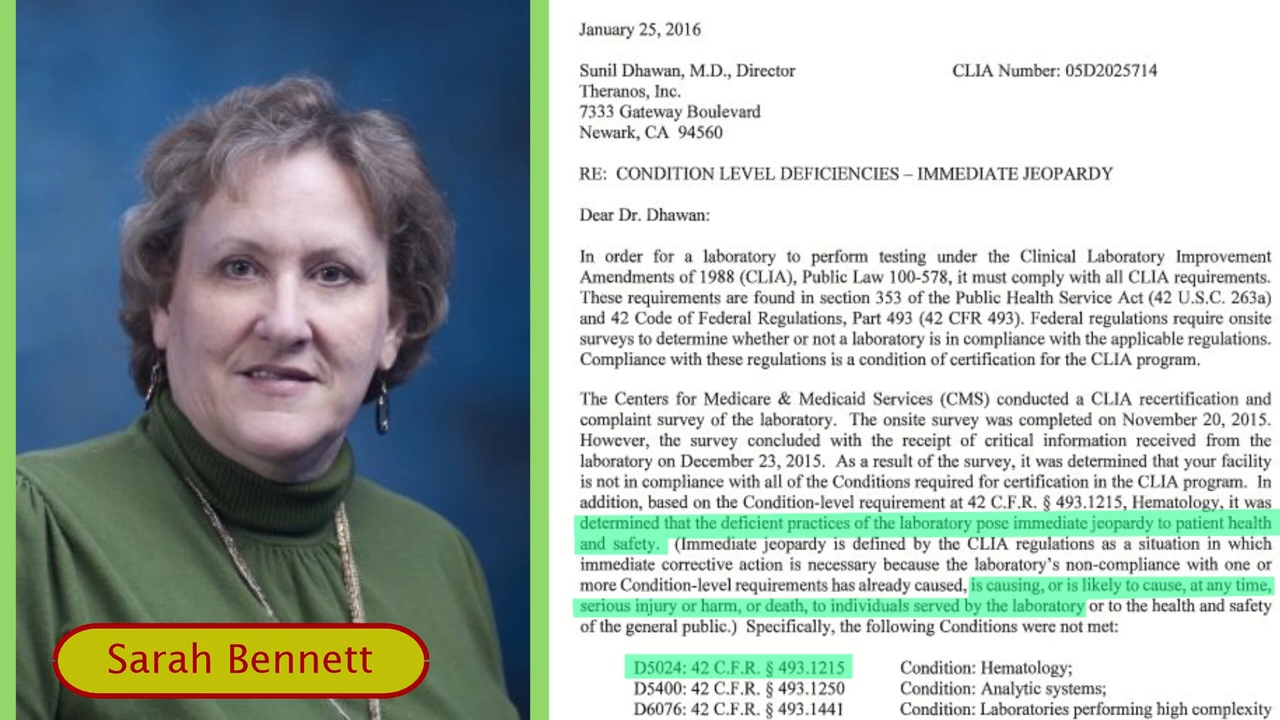 Sarah Bennett
January 25, 2016
Sunil Dhawan, M.D., Director CLIA Number: 05D2025714
Theranos, Inc.
7333 Gateway Boulevard
Newark, CA 94560
RE: CONDITION LEVEL DEFICIENCIES – IMMEDIATE JEOPARDY
Dear Dr. Dhawan:
In order for a laboratory to perform testing under the Clinical Laboratory Improvement
Amendments of 1988 (CLIA), Public Law 100-578, it must comply with all CLIA requirements.
These requirements are found in section 353 of the Public Health Service Act (42 U.S.C. 263a)
and 42 Code of Federal Regulations, Part 493 (42 CFR 493). Federal regulations require onsite
surveys to determine whether or not a laboratory is in compliance with the applicable regulations.
Compliance with these regulations is a condition of certification for the CLIA program.
The Centers for Medicare & Medicaid Services (CMS) conducted a CLIA recertification and
complaint survey of the laboratory. The onsite survey was completed on November 20, 2015.
However, the survey concluded with the receipt of critical information received from the
laboratory on December 23, 2015. As a result of the survey, it was determined that your facility
is not in compliance with all of the Conditions required for certification in the CLIA program. In
addition, based on the Condition-level requirement at 42 C.F.R. § 493.1215, Hematology, it was
determined that the deficient practices of the laboratory pose immediate jeopardy to patient health
and safety. (Immediate jeopardy is defined by the CLIA regulations as a situation in which
immediate corrective action is necessary because the laboratory's non-compliance with one or
more Condition-level requirements has already caused, is causing, or is likely to cause, at any time,
serious injury or harm, or death, to individuals served by the laboratory or to the health and safety
of the general public.) Specifically, the following Conditions were not met:
D5024: 42 C.F.R. § 493.1215 Condition: Hematology;
D5400: 42 C.F.R. § 493.1250 Condition: Analytic systems;
D6076: 42 C.F.R. § 493.1441 Condition: Laboratories performing high complexity